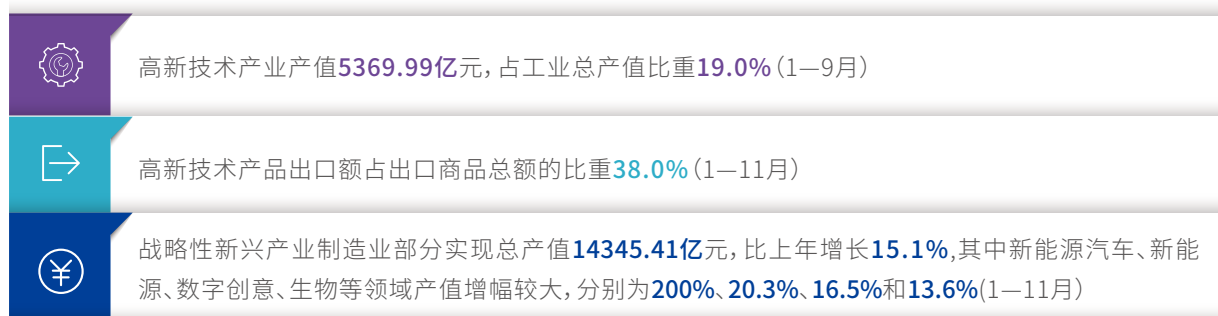 高新技术产业产值5369.99亿元，占工业总产值比重19.0%（1—9月）
高新技术产品出口额占出口商品总额的比重38.0%（1—11月）
战略性新兴产业制造业部分实现总产值14345.41亿元，比上年增长15.1%,其中新能源汽车、新能
源、数字创意、生物等领域产值增幅较大，分别为200%、20.3%、16.5%和13.6%(1—11月）